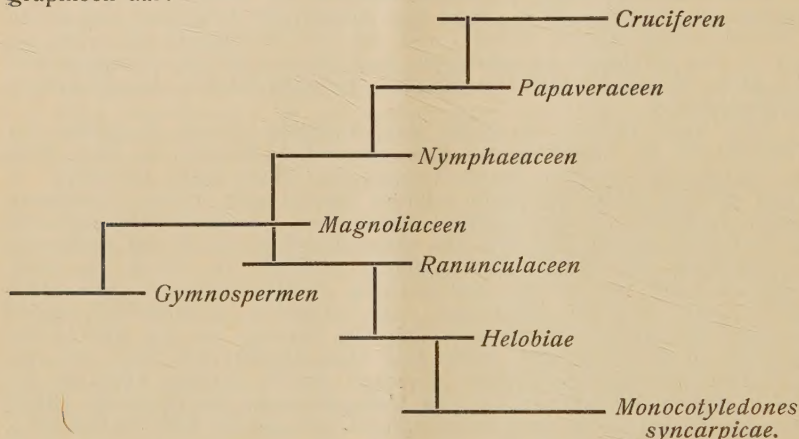 Cruciferen
Papaveraceen
Nymphaeaceen
Magnoliaceen
Ranunculaceen
Gymnospermen
Helobiae
Monocotyledones
syncarpicae.